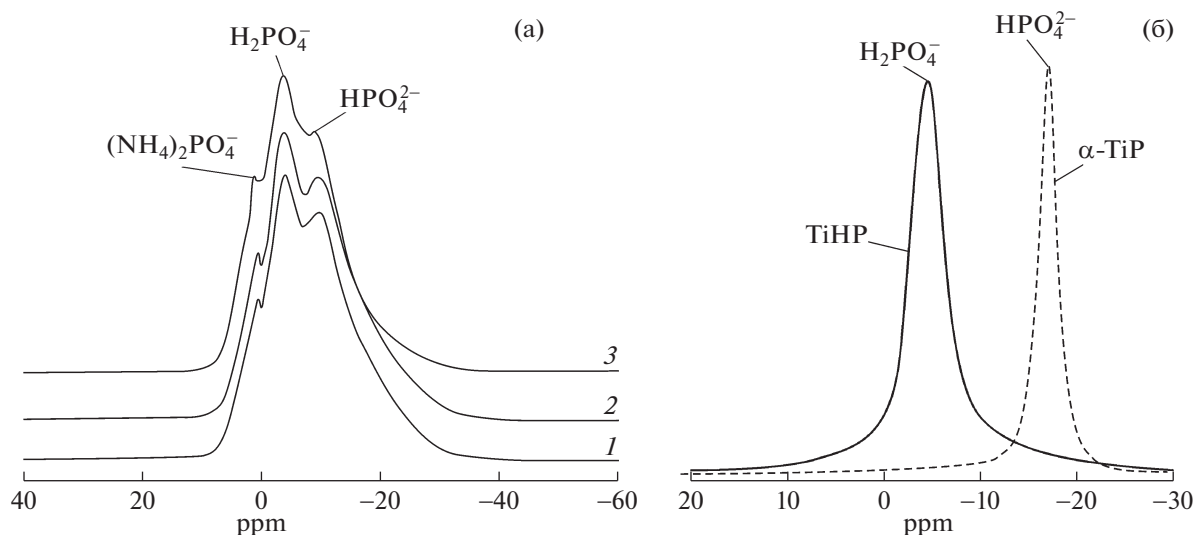 (а)
H₂PO₄⁻
HPO₄²⁻
(NH₄)₂PO₄⁻
3
2
1
40 20 0 −20 −40 −60
ppm
(б)
HPO₄²⁻
H₂PO₄⁻
α-TiP
TiHP
20 10 0 −10 −20 −30
ppm